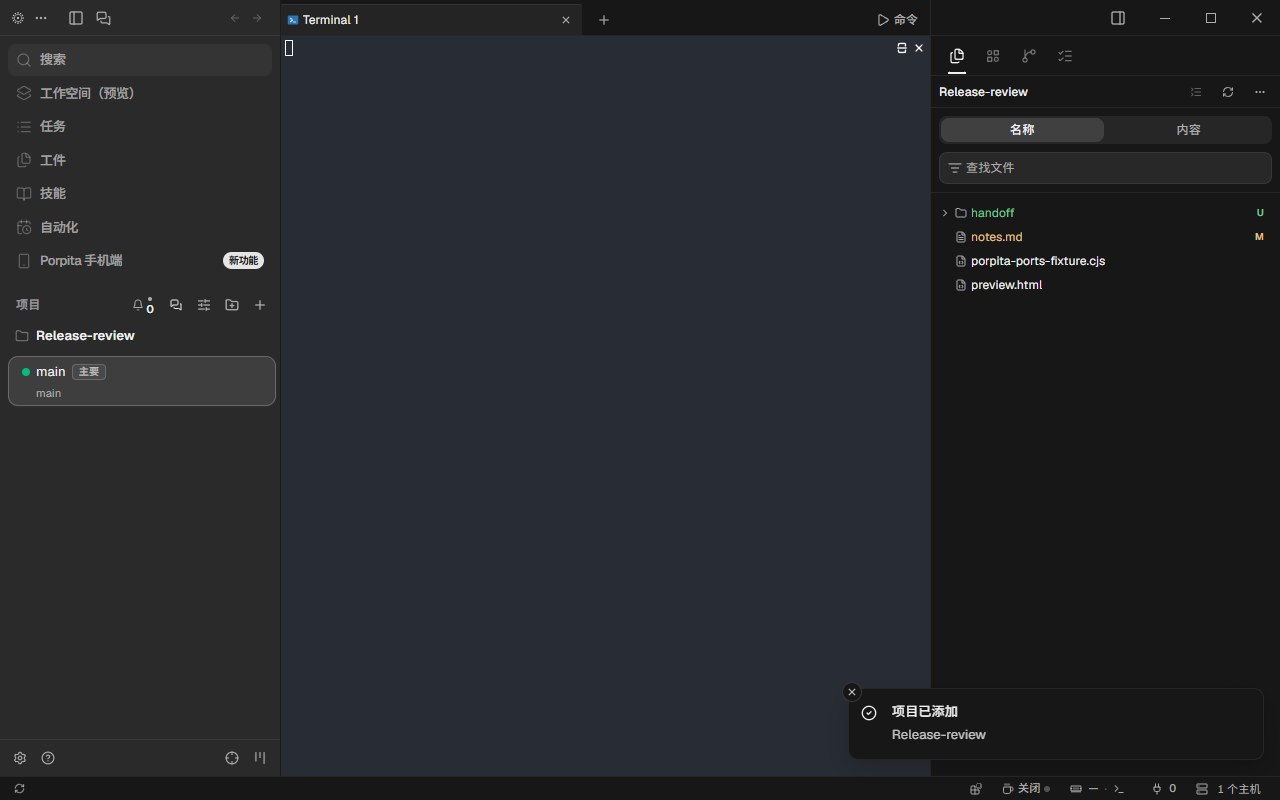 Terminal 1
命令
搜索
工作空间（预览）
任务
工件
技能
自动化
Porpita 手机端
新功能
项目
0
Release-review
main
主要
main
Release-review
名称
内容
查找文件
handoff
U
notes.md
M
porpita-ports-fixture.cjs
preview.html
项目已添加
Release-review
关闭
0
1 个主机